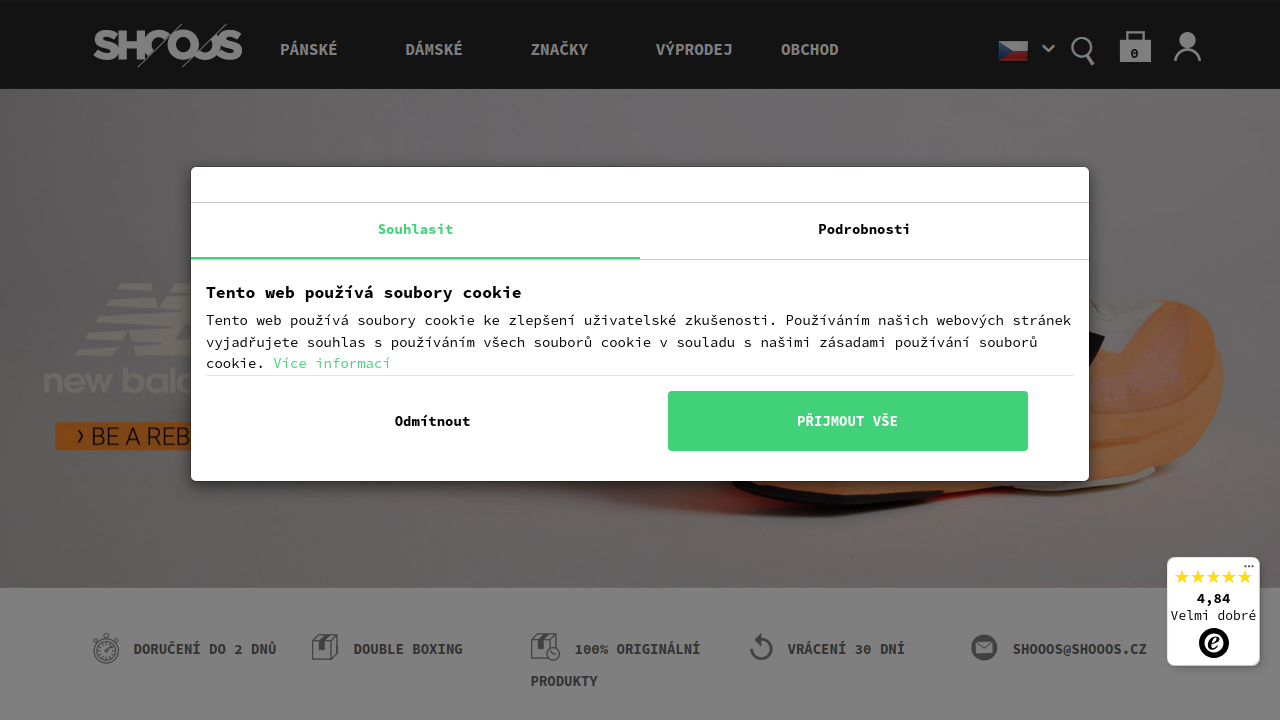 SHOOOS PÁNSKÉ DÁMSKÉ ZNAČKY VÝPRODEJ OBCHOD 0
Souhlasit Podrobnosti
Tento web používá soubory cookie
Tento web používá soubory cookie ke zlepšení uživatelské zkušenosti. Používáním našich webových stránek
vyjadřujete souhlas s používáním všech souborů cookie v souladu s našimi zásadami používání souborů
cookie. Více informací
new bala
› BE A REB
Odmítnout PŘIJMOUT VŠE
4,84
Velmi dobré
e
DORUČENÍ DO 2 DNŮ DOUBLE BOXING 100% ORIGINÁLNÍ PRODUKTY VRÁCENÍ 30 DNÍ SHOOOS@SHOOOS.CZ